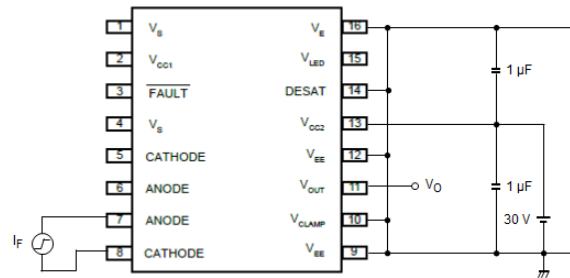 1 V_S V_E 16
2 V_CC1 V_LED 15
3 FAULT DESAT 14
4 V_S V_CC2 13
5 CATHODE V_EE 12
6 ANODE V_OUT 11
7 ANODE V_CLAMP 10
8 CATHODE V_EE 9
1 μF
V_O
1 μF
30 V
I_F